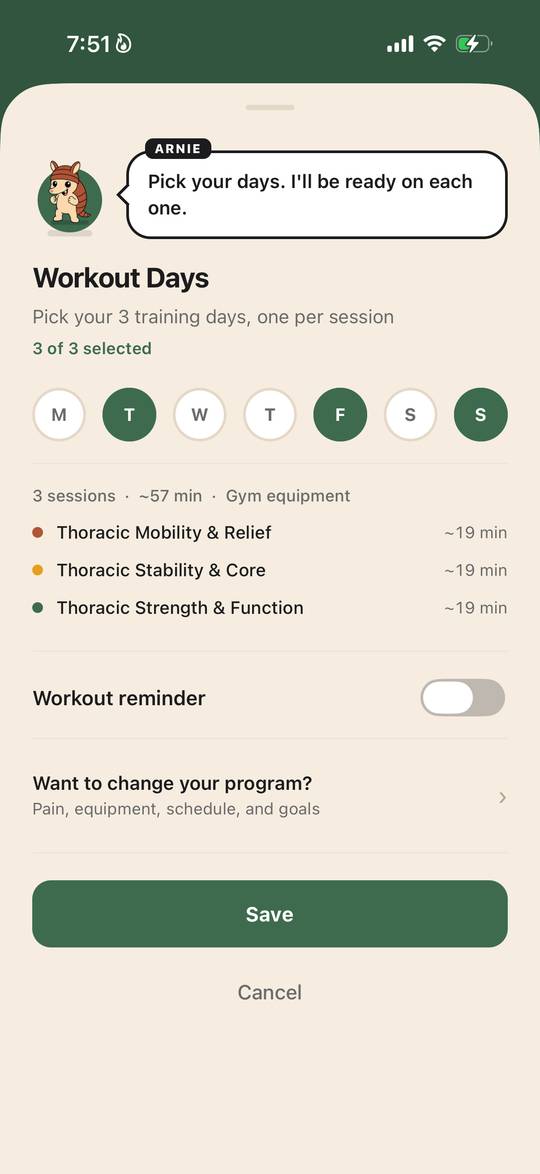 7:51
ARNIE
Pick your days. I'll be ready on each
one.
Workout Days
Pick your 3 training days, one per session
3 of 3 selected
M T W T F S S
3 sessions · ~57 min · Gym equipment
Thoracic Mobility & Relief ~19 min
Thoracic Stability & Core ~19 min
Thoracic Strength & Function ~19 min
Workout reminder
Want to change your program?
Pain, equipment, schedule, and goals
Save
Cancel